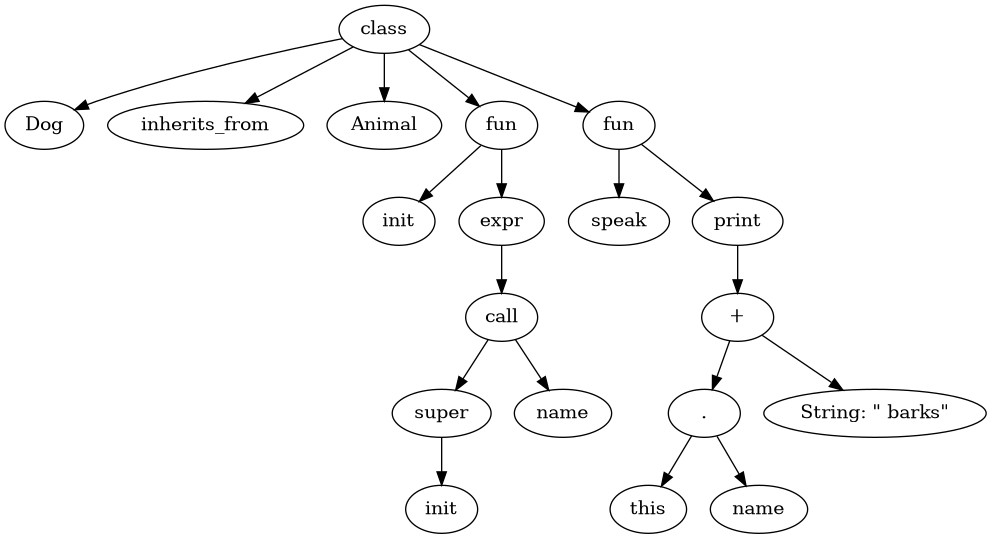 class
Dog
inherits_from
Animal
fun
fun
init
expr
speak
print
call
+
super
name
.
String: \" barks\"
init
this
name